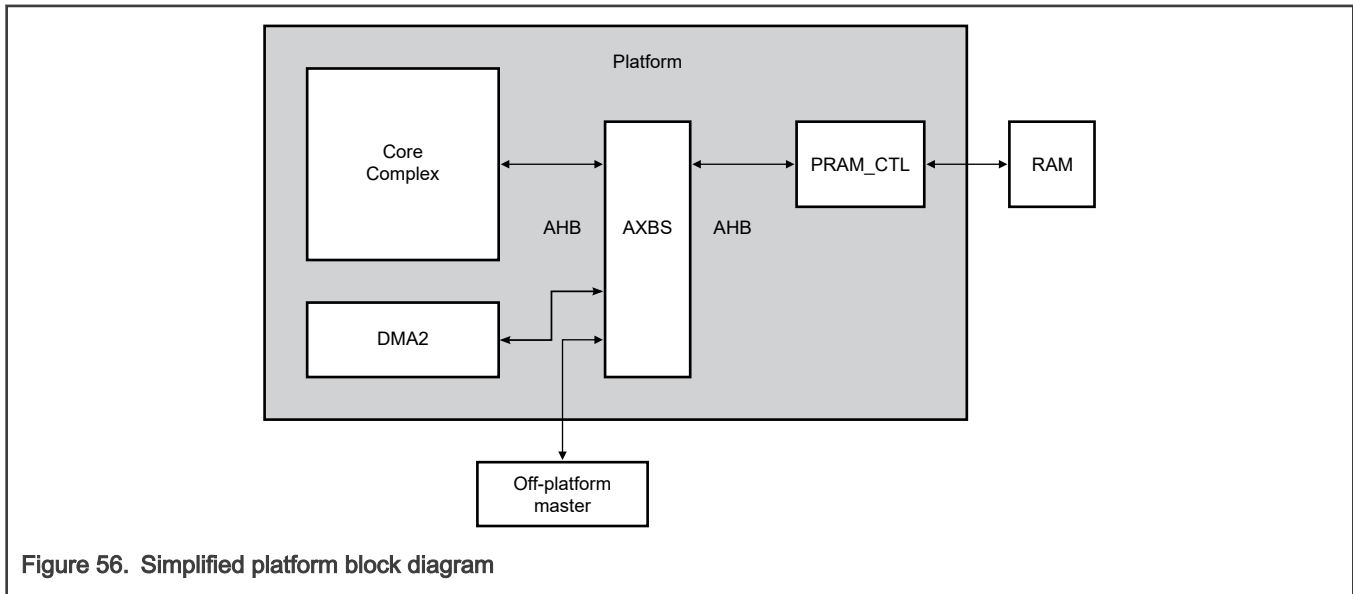 Platform
Core
Complex
AHB
AXBS
AHB
PRAM_CTL
RAM
DMA2
Off-platform
master
Figure 56. Simplified platform block diagram